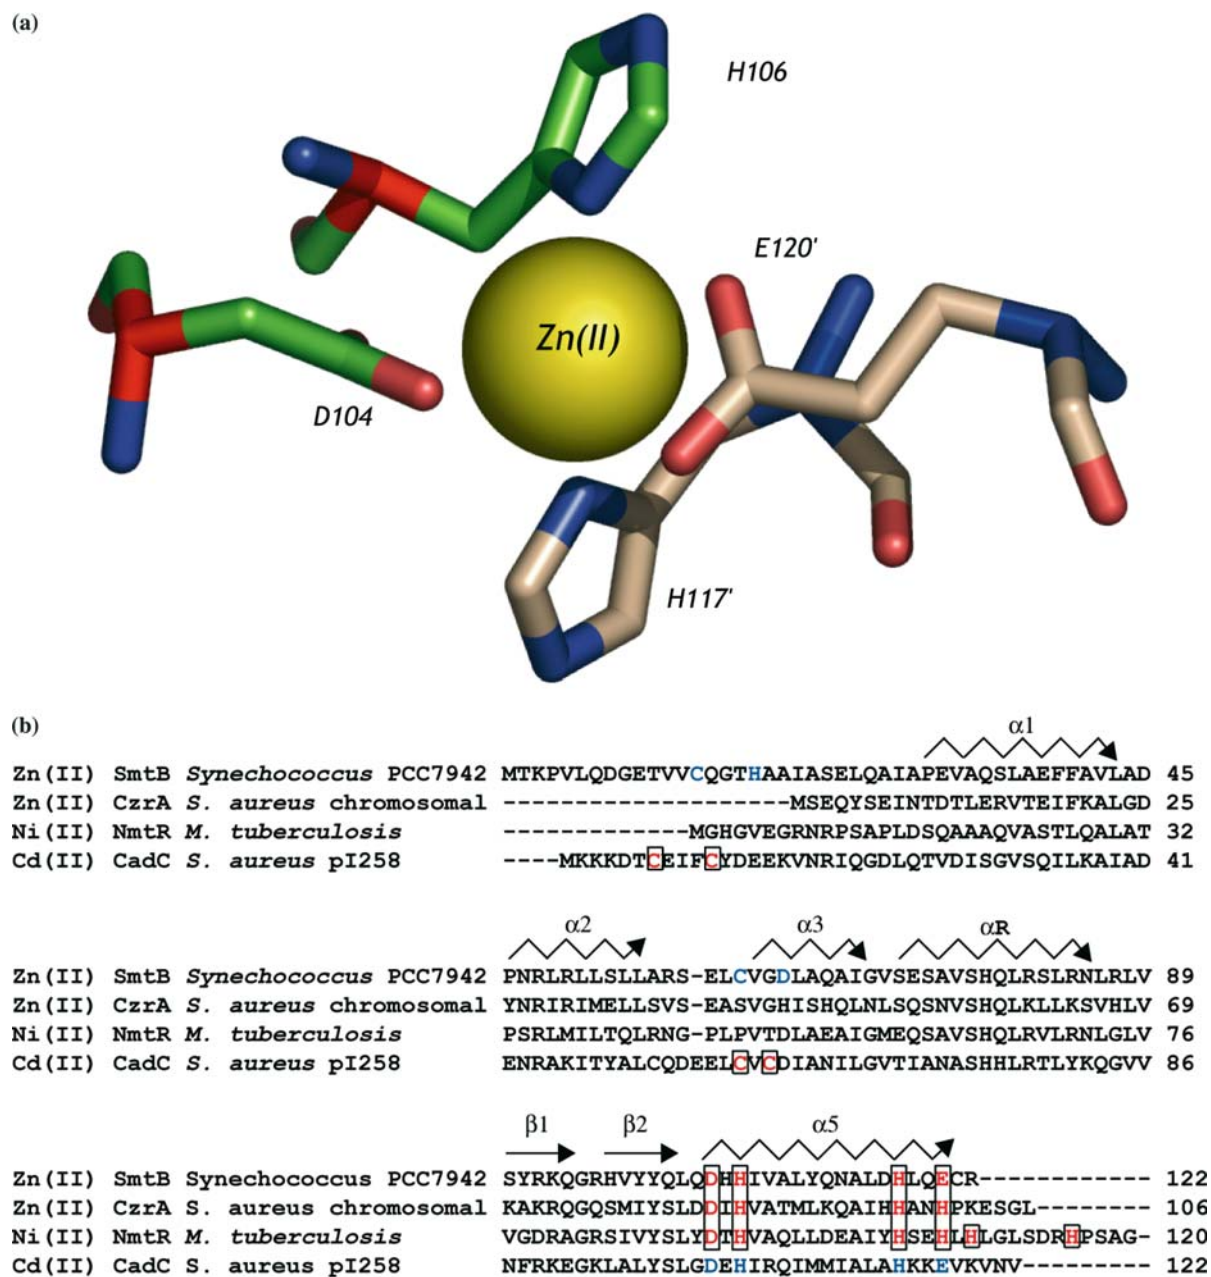 (a)
H106
E120'
Zn(II)
D104
H117'
(b)
α1
Zn(II) SmtB Synechococcus PCC7942 MTKPVLQDGETVVCQGTHAAIASELQAIAPEVAQSLAEFFAVLAD 45
Zn(II) CzrA S. aureus chromosomal --------------------MSEQYSEINTDTLERVTEIFKALGD 25
Ni(II) NmtR M. tuberculosis -------------MGHGVEGRNRPSAPLDSQAAAQVASTLQALAT 32
Cd(II) CadC S. aureus pI258 ----MKKKDTCEIFCYDEEKVNRIQGDLQTVDISGVSQILKAIAD 41
α2 α3 αR
Zn(II) SmtB Synechococcus PCC7942 PNRLRLLSLLARS-ELCVGDLAQAIGVSESAVSHQLRSLRNLRLV 89
Zn(II) CzrA S. aureus chromosomal YNRIRIMELLSVS-EASVGHISHQLNLSQSNVSHQLKLLKSVHLV 69
Ni(II) NmtR M. tuberculosis PSRLMILTQLRNG-PLPVTDLAEAIGMEQSAVSHQLRVLRNLGLV 76
Cd(II) CadC S. aureus pI258 ENRAKITYALCQDEELCVCDIANILGVTIANASHHLRTLYKQGVV 86
β1 β2 α5
Zn(II) SmtB Synechococcus PCC7942 SYRKQGRHVYYQLQDHHIVALYQNALDHLQECR------------ 122
Zn(II) CzrA S. aureus chromosomal KAKRQGQSMIYSLDDIHVATMLKQAIHHANHPKESGL-------- 106
Ni(II) NmtR M. tuberculosis VGDRAGRSIVYSLYDTHVAQLLDEAIYHSEHLHLGLSDRHPSAG- 120
Cd(II) CadC S. aureus pI258 NFRKEGKLALYSLGDEHIRQIMMIALAHKKEVKVNV--------- 122